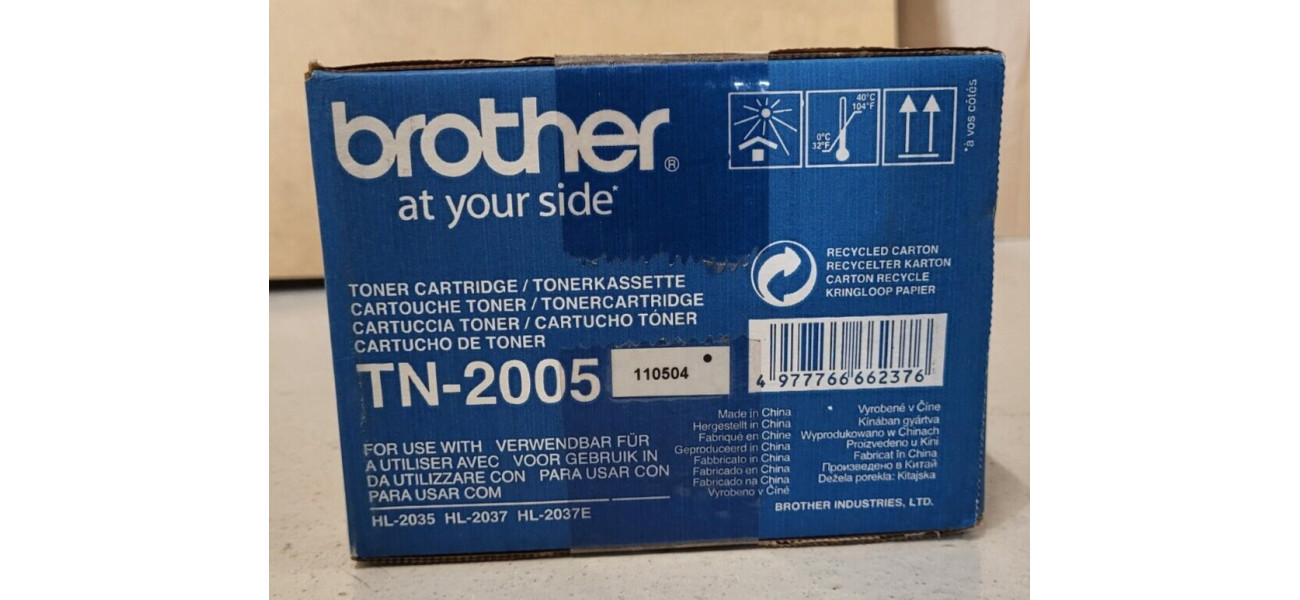 brother®
at your side*
0°C
32°F
40°C
104°F
*à vos côtés
RECYCLED CARTON
RECYCELTER KARTON
CARTON RECYCLE
KRINGLOOP PAPIER
TONER CARTRIDGE / TONERKASSETTE
CARTOUCHE TONER / TONERCARTRIDGE
CARTUCCIA TONER / CARTUCHO TÓNER
CARTUCHO DE TONER
TN-2005
110504
4 977766 662376
FOR USE WITH VERWENDBAR FÜR
A UTILISER AVEC VOOR GEBRUIK IN
DA UTILIZZARE CON PARA USAR CON
PARA USAR COM
HL-2035 HL-2037 HL-2037E
Made in China
Hergestellt in China
Fabriqué en Chine
Geproduceerd in China
Fabbricato in China
Fabricado en China
Fabricado na China
Vyrobeno v Číně
Vyrobené v Číne
Kínában gyártva
Wyprodukowano w Chinach
Proizvedeno u Kini
Fabricat în China
Произведено в Китай
Dežela porekla: Kitajska
BROTHER INDUSTRIES, LTD.